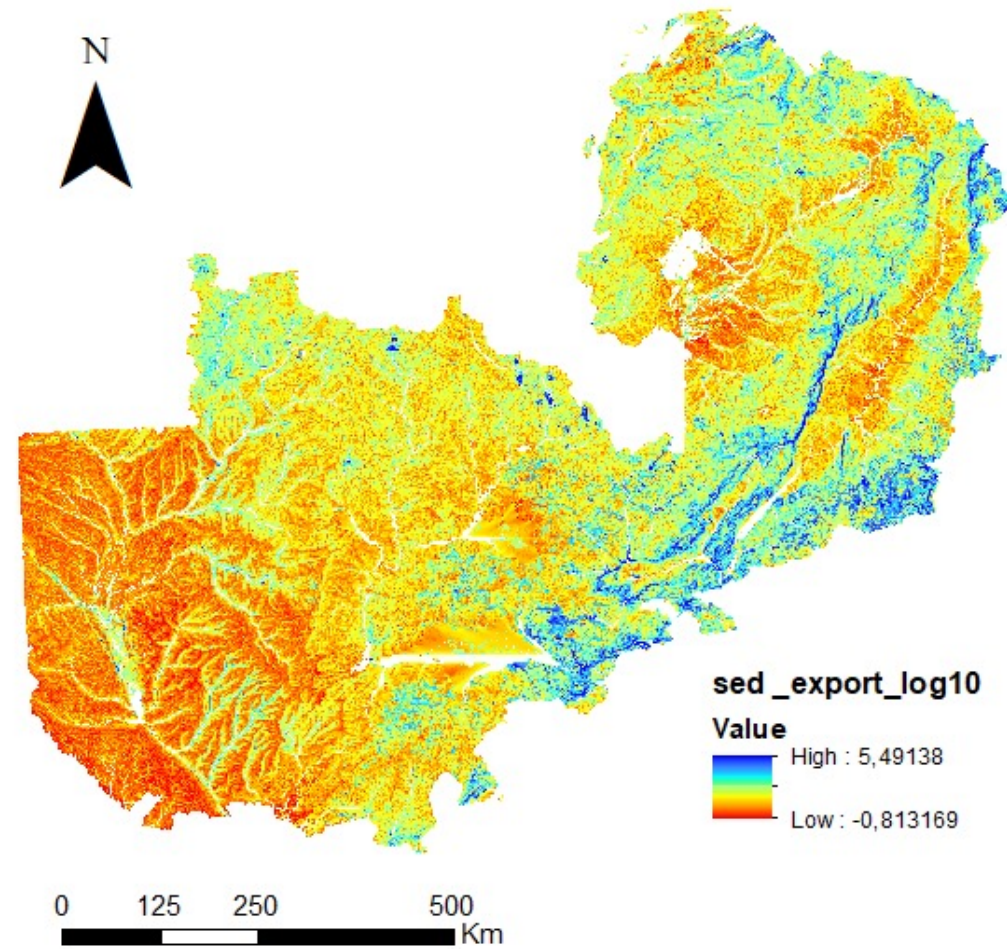 N
sed _export_log10
Value
High : 5,49138
Low : -0,813169
0 125 250 500
Km